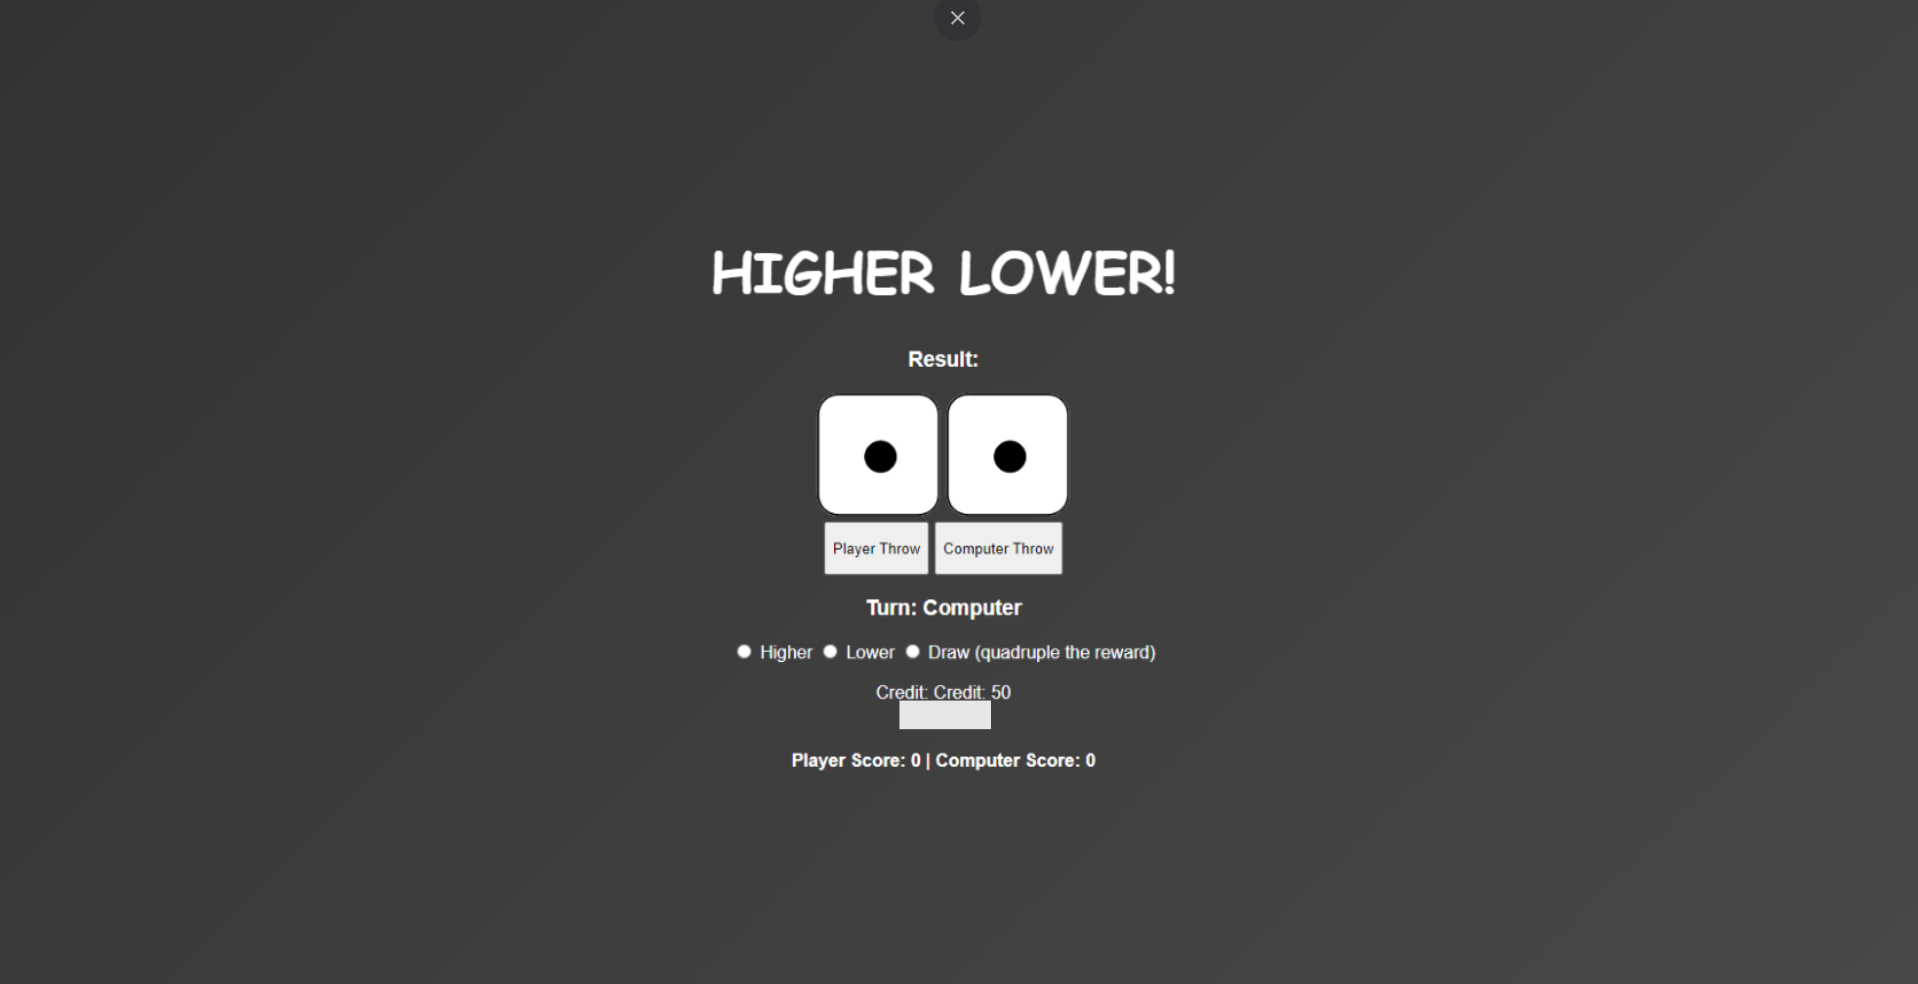 HIGHER LOWER!
Result:
Player Throw Computer Throw
Turn: Computer
Higher Lower Draw (quadruple the reward)
Credit: Credit: 50
Player Score: 0 | Computer Score: 0